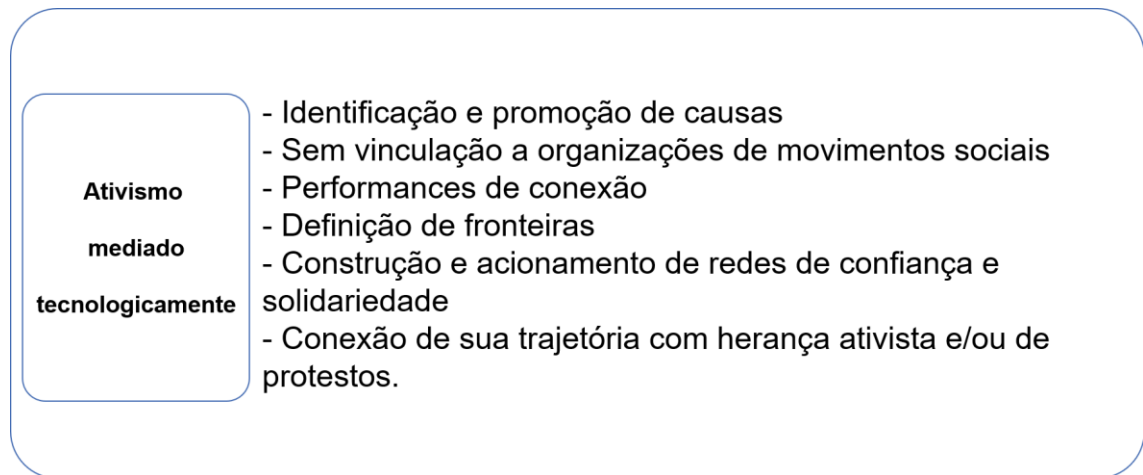 Ativismo
mediado
tecnologicamente
- Identificação e promoção de causas
- Sem vinculação a organizações de movimentos sociais
- Performances de conexão
- Definição de fronteiras
- Construção e acionamento de redes de confiança e
solidariedade
- Conexão de sua trajetória com herança ativista e/ou de
protestos.